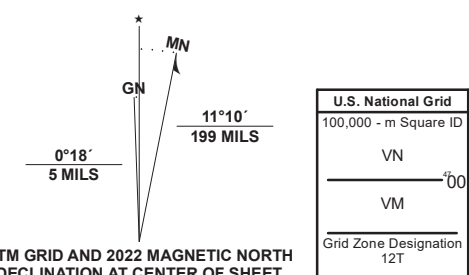 ★
MN
GN
11°10´
199 MILS
0°18´
5 MILS
TM GRID AND 2022 MAGNETIC NORTH
DECLINATION AT CENTER OF SHEET
U.S. National Grid
100,000 - m Square ID
VN
4700
VM
Grid Zone Designation
12T